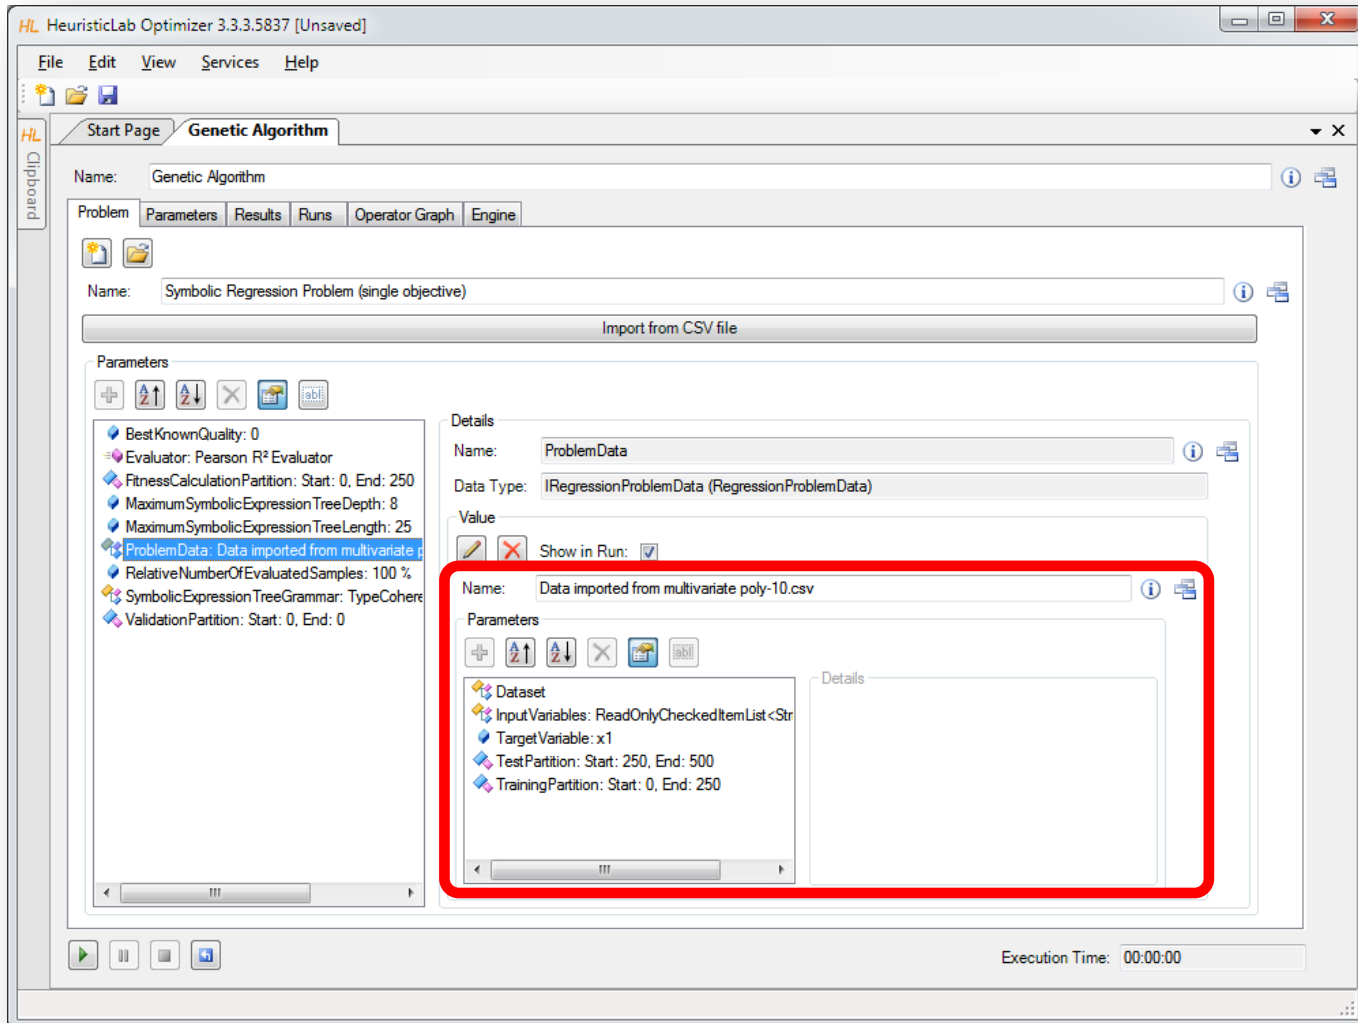 HL HeuristicLab Optimizer 3.3.3.5837 [Unsaved]
File Edit View Services Help
HL Clipboard
Start Page Genetic Algorithm
Name: Genetic Algorithm
Problem Parameters Results Runs Operator Graph Engine
Name: Symbolic Regression Problem (single objective)
Import from CSV file
Parameters
BestKnownQuality: 0
Evaluator: Pearson R² Evaluator
FitnessCalculationPartition: Start: 0, End: 250
MaximumSymbolicExpressionTreeDepth: 8
MaximumSymbolicExpressionTreeLength: 25
ProblemData: Data imported from multivariate p
RelativeNumberOfEvaluatedSamples: 100 %
SymbolicExpressionTreeGrammar: TypeCohere
ValidationPartition: Start: 0, End: 0
Details
Name: ProblemData
Data Type: IRegressionProblemData (RegressionProblemData)
Value
Show in Run:
Name: Data imported from multivariate poly-10.csv
Parameters
Dataset
InputVariables: ReadOnlyCheckedItemList<Str
TargetVariable: x1
TestPartition: Start: 250, End: 500
TrainingPartition: Start: 0, End: 250
Details
Execution Time: 00:00:00